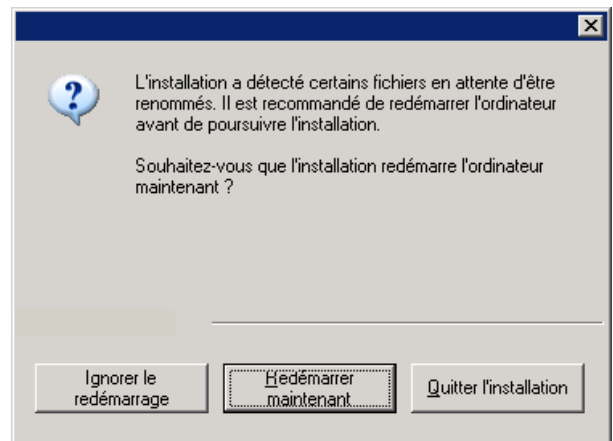 L'installation a détecté certains fichiers en attente d'être
renommés. Il est recommandé de redémarrer l'ordinateur
avant de poursuivre l'installation.
Souhaitez-vous que l'installation redémarre l'ordinateur
maintenant ?
Ignorer le
redémarrage
Redémarrer
maintenant
Quitter l'installation